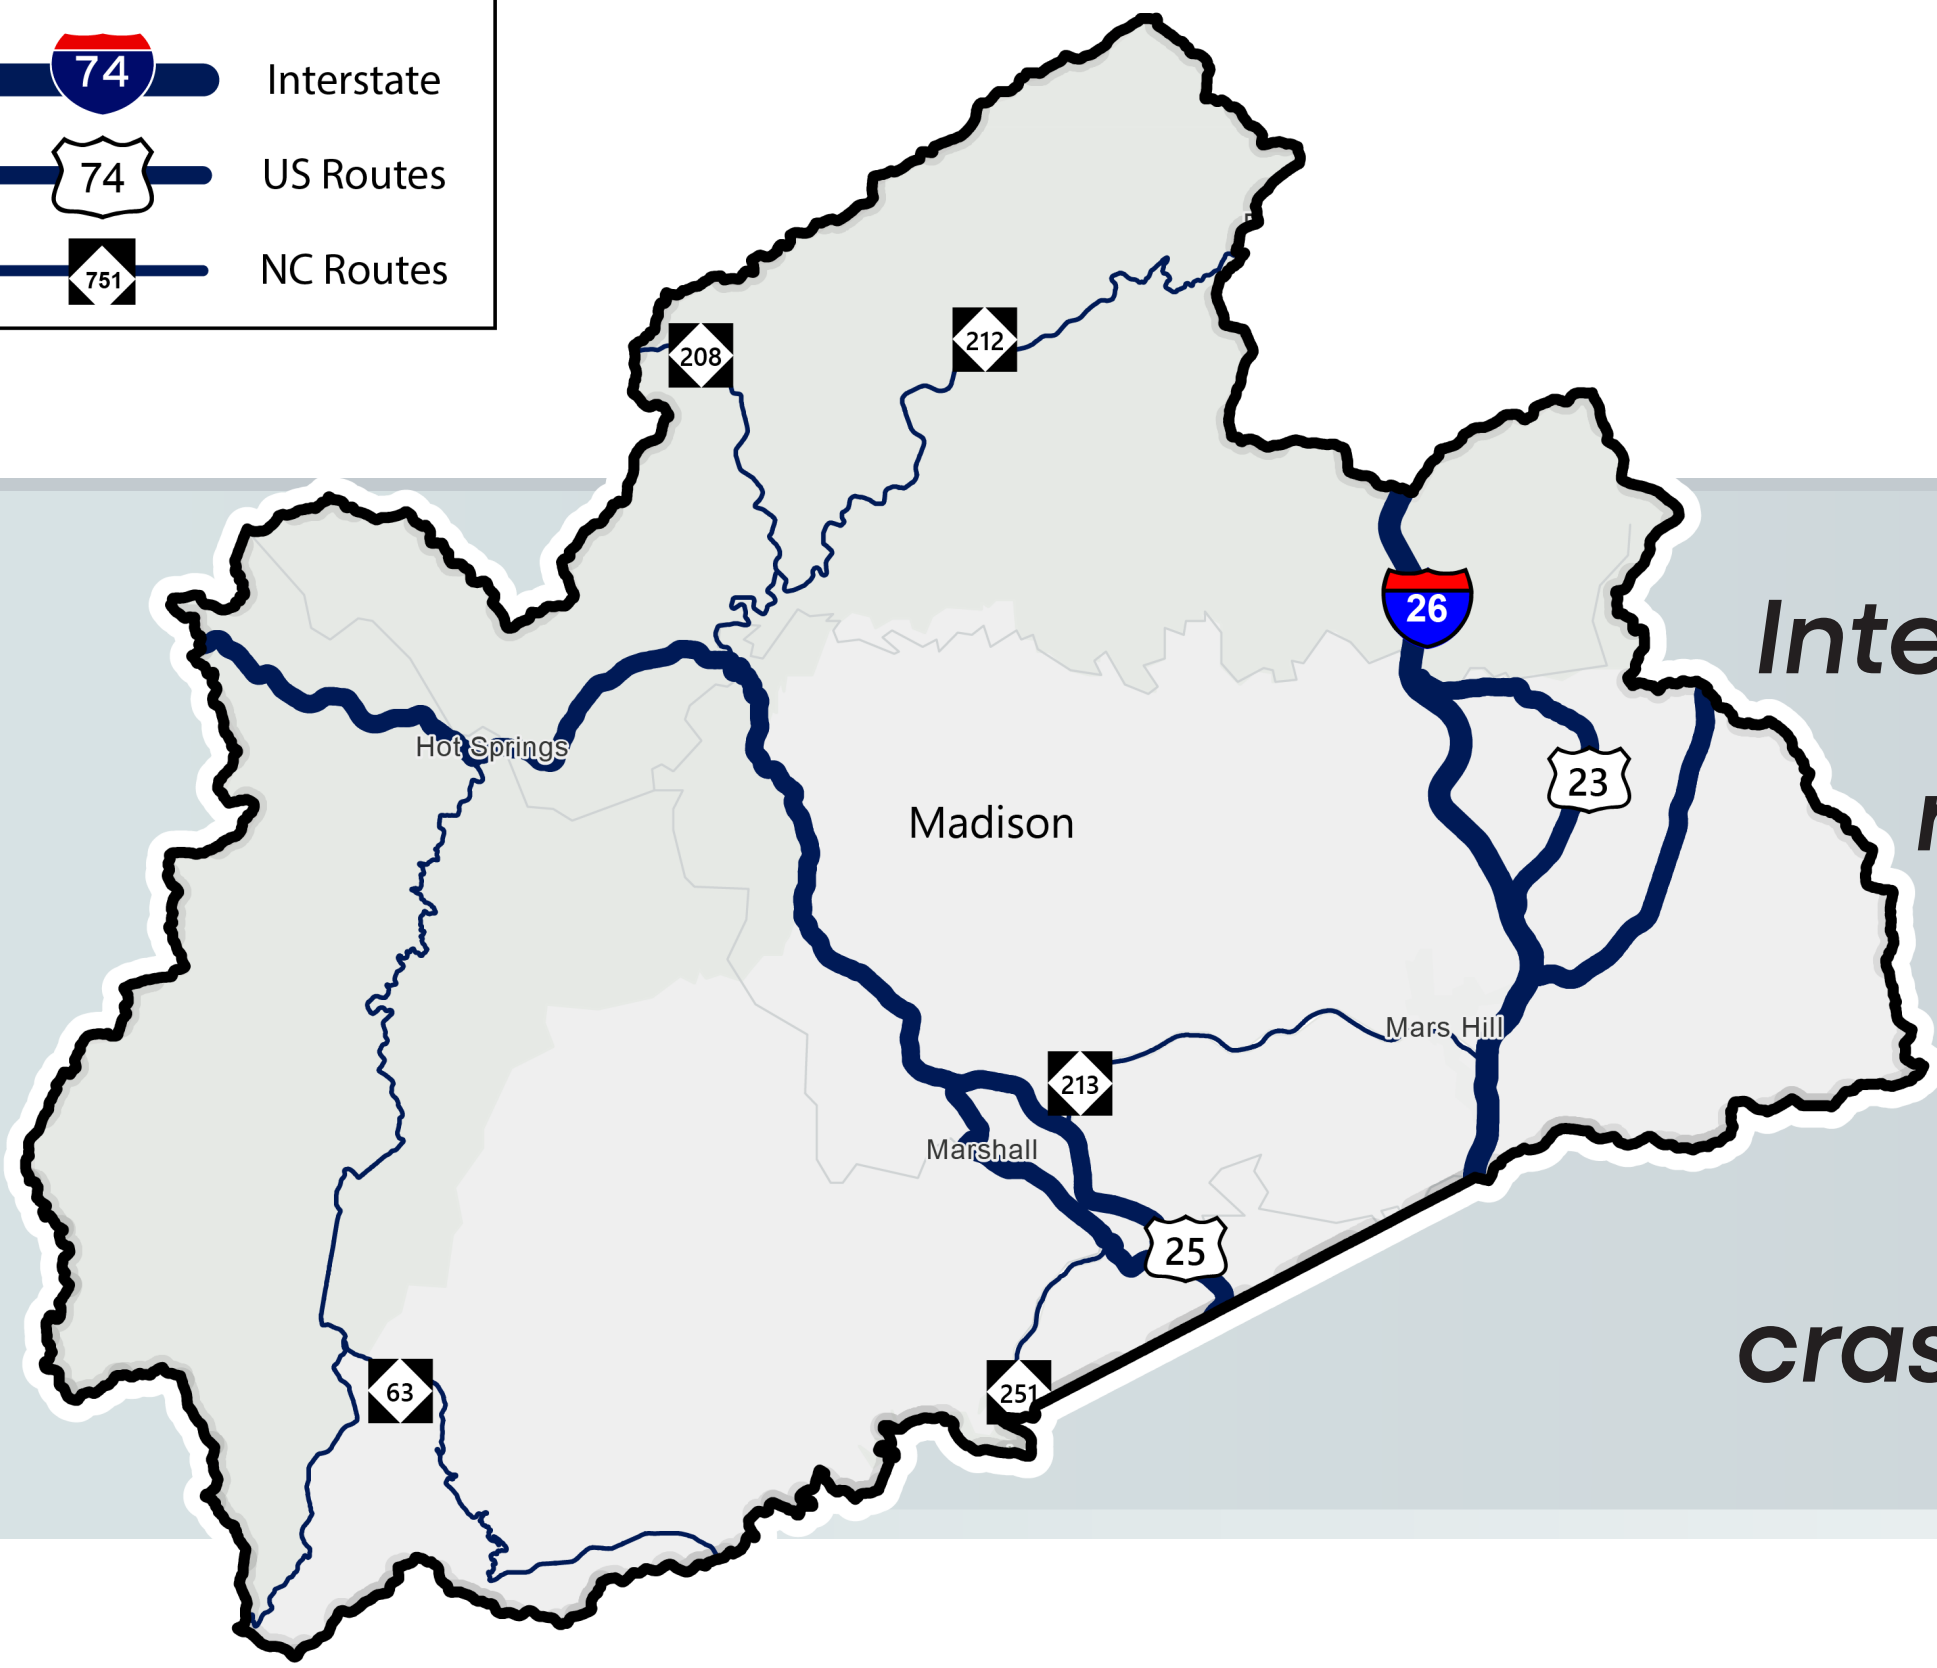 74 Interstate
74 US Routes
751 NC Routes
208
212
26
Inte
23
Hot Springs
Madison
Mars Hill
213
Marshall
25
cras
63
251